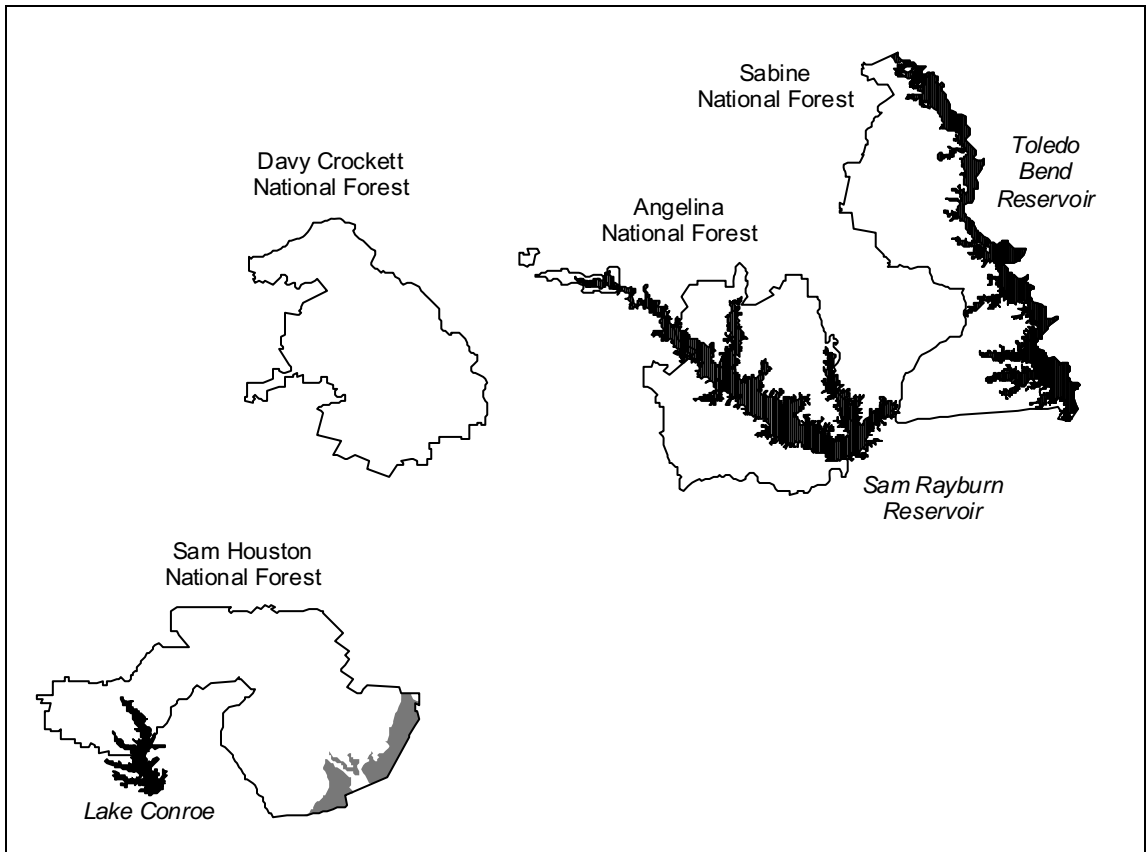 Sabine
National Forest
Toledo
Bend
Reservoir
Davy Crockett
National Forest
Angelina
National Forest
Sam Rayburn
Reservoir
Sam Houston
National Forest
Lake Conroe